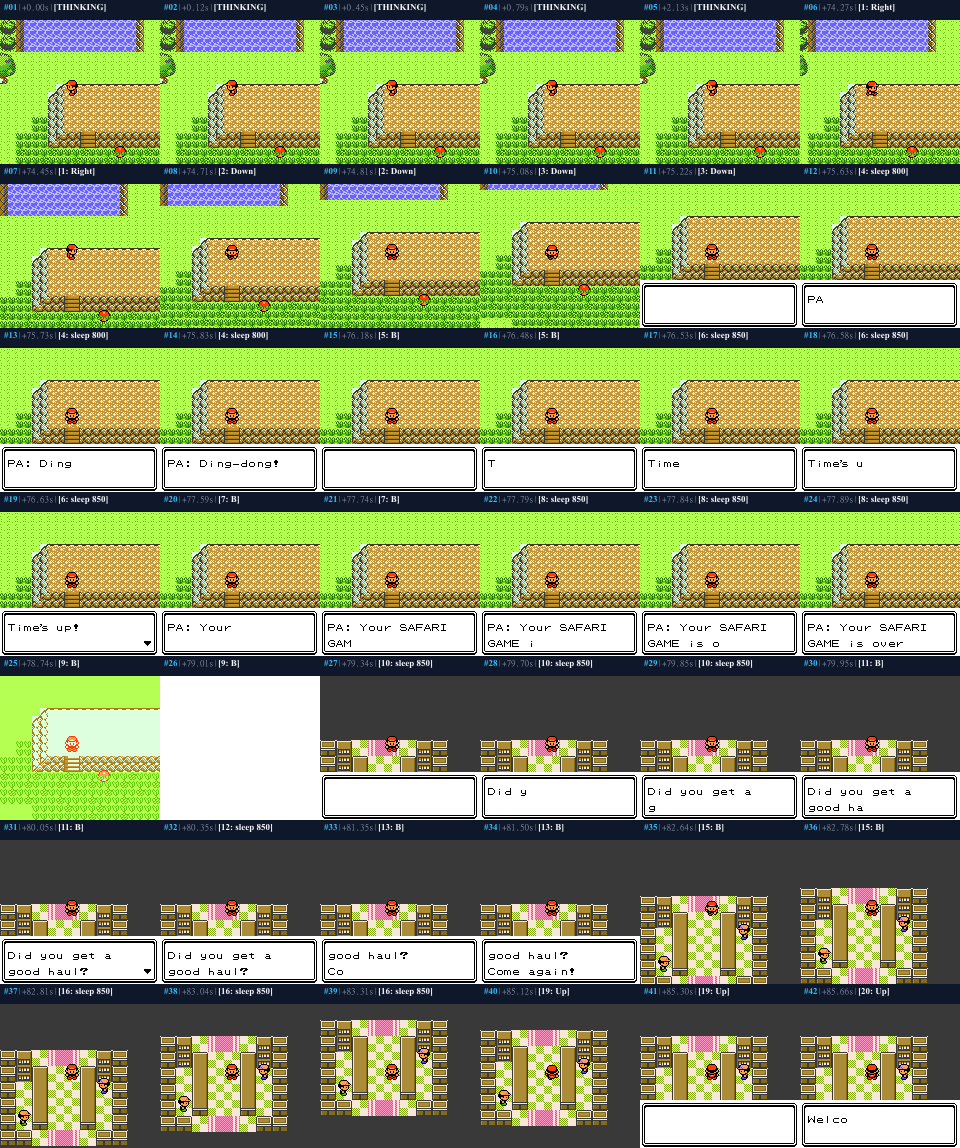 #01|+0.00s|[THINKING]
#02|+0.12s|[THINKING]
#03|+0.45s|[THINKING]
#04|+0.79s|[THINKING]
#05|+2.13s|[THINKING]
#06|+74.27s|[1: Right]
#07|+74.45s|[1: Right]
#08|+74.71s|[2: Down]
#09|+74.81s|[2: Down]
#10|+75.08s|[3: Down]
#11|+75.22s|[3: Down]
#12|+75.63s|[4: sleep 800]
PA
#13|+75.73s|[4: sleep 800]
#14|+75.83s|[4: sleep 800]
#15|+76.18s|[5: B]
#16|+76.48s|[5: B]
#17|+76.53s|[6: sleep 850]
#18|+76.58s|[6: sleep 850]
PA: Ding
PA: Ding-dong!
T
Time
Time's u
#19|+76.63s|[6: sleep 850]
#20|+77.59s|[7: B]
#21|+77.74s|[7: B]
#22|+77.79s|[8: sleep 850]
#23|+77.84s|[8: sleep 850]
#24|+77.89s|[8: sleep 850]
Time's up!
PA: Your
PA: Your SAFARI
GAM
PA: Your SAFARI
GAME i
PA: Your SAFARI
GAME is o
PA: Your SAFARI
GAME is over
#25|+78.74s|[9: B]
#26|+79.01s|[9: B]
#27|+79.34s|[10: sleep 850]
#28|+79.70s|[10: sleep 850]
#29|+79.85s|[10: sleep 850]
#30|+79.95s|[11: B]
Did y
Did you get a
g
Did you get a
good ha
#31|+80.05s|[11: B]
#32|+80.35s|[12: sleep 850]
#33|+81.35s|[13: B]
#34|+81.50s|[13: B]
#35|+82.64s|[15: B]
#36|+82.78s|[15: B]
Did you get a
good haul?
Did you get a
good haul?
good haul?
Co
good haul?
Come again!
#37|+82.81s|[16: sleep 850]
#38|+83.04s|[16: sleep 850]
#39|+83.31s|[16: sleep 850]
#40|+85.12s|[19: Up]
#41|+85.30s|[19: Up]
#42|+85.66s|[20: Up]
Welco